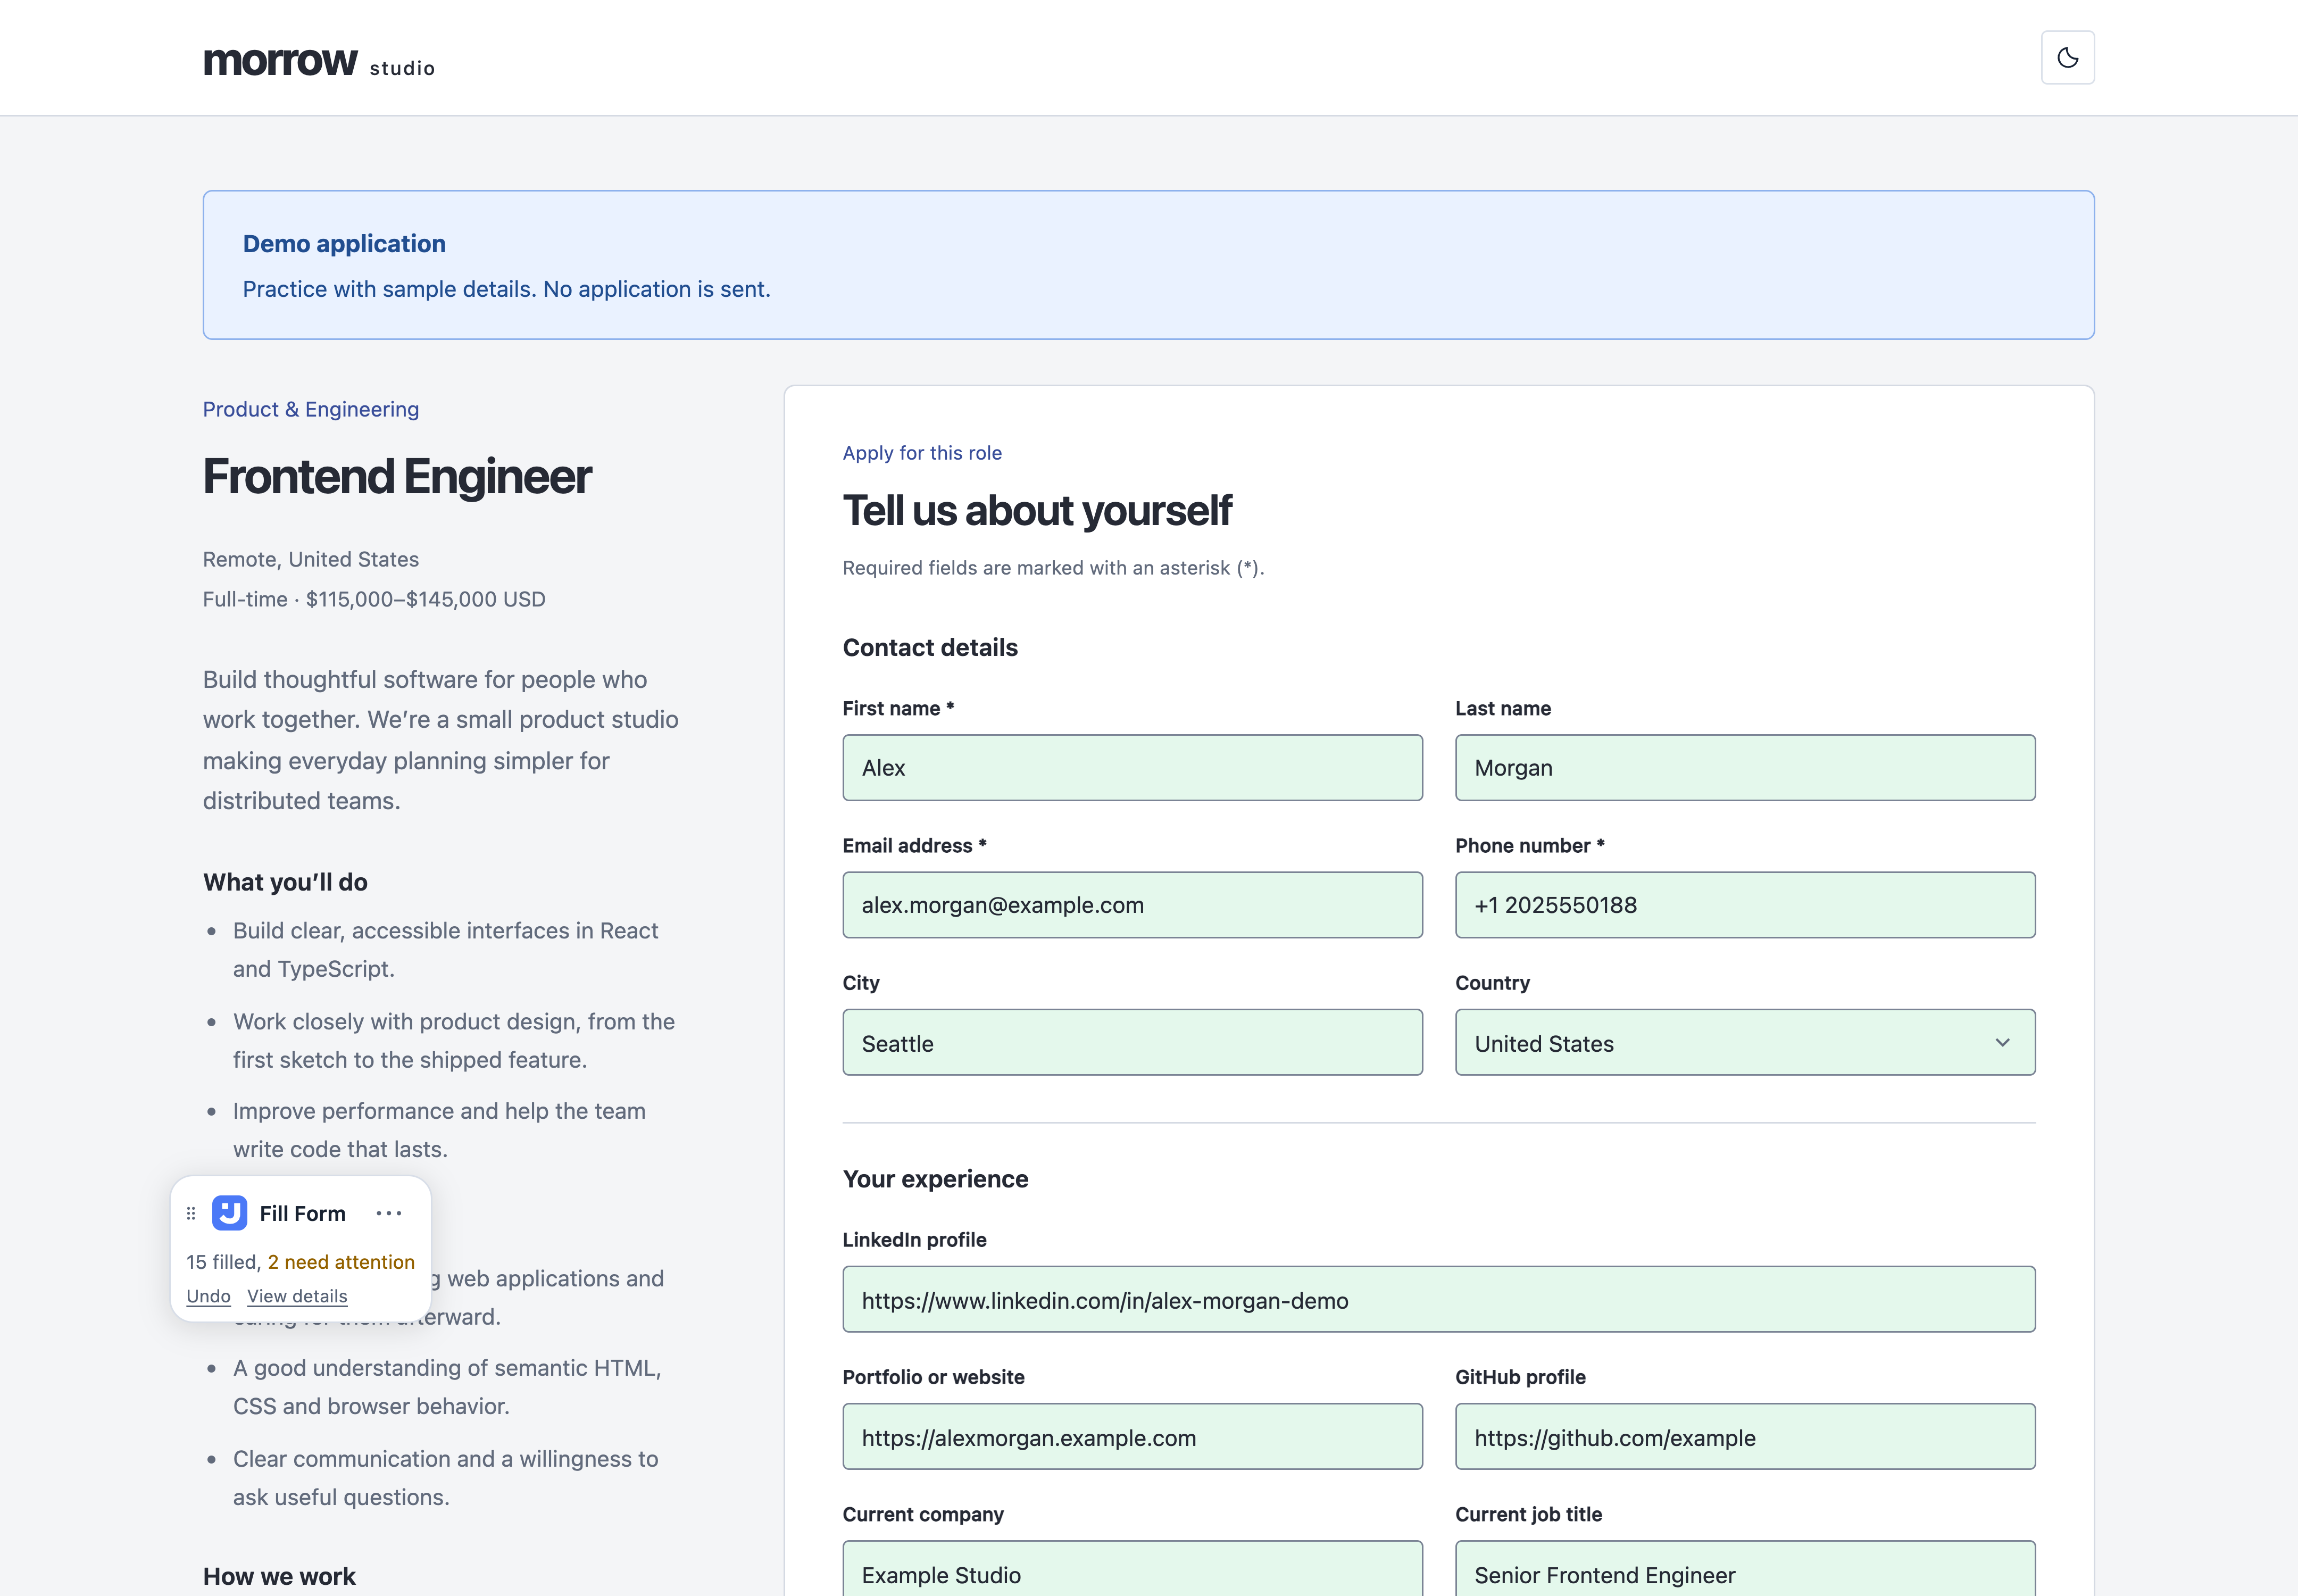 morrow studio
Demo application
Practice with sample details. No application is sent.
Product & Engineering
Frontend Engineer
Remote, United States
Full-time · $115,000–$145,000 USD
Build thoughtful software for people who
work together. We’re a small product studio
making everyday planning simpler for
distributed teams.
What you’ll do
Build clear, accessible interfaces in React
and TypeScript.
Work closely with product design, from the
first sketch to the shipped feature.
Improve performance and help the team
write code that lasts.
Fill Form
15 filled, 2 need attention
Undo View details
web applications and
A good understanding of semantic HTML,
CSS and browser behavior.
Clear communication and a willingness to
ask useful questions.
How we work
Apply for this role
Tell us about yourself
Required fields are marked with an asterisk (*).
Contact details
First name * Last name
Alex Morgan
Email address * Phone number *
alex.morgan@example.com +1 2025550188
City Country
Seattle United States
Your experience
LinkedIn profile
https://www.linkedin.com/in/alex-morgan-demo
Portfolio or website GitHub profile
https://alexmorgan.example.com https://github.com/example
Current company Current job title
Example Studio Senior Frontend Engineer